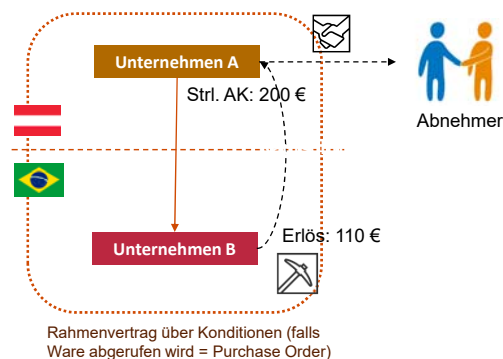 Unternehmen A
Strl. AK: 200 €
Abnehmer
Unternehmen B
Erlös: 110 €
Rahmenvertrag über Konditionen (falls
Ware abgerufen wird = Purchase Order)